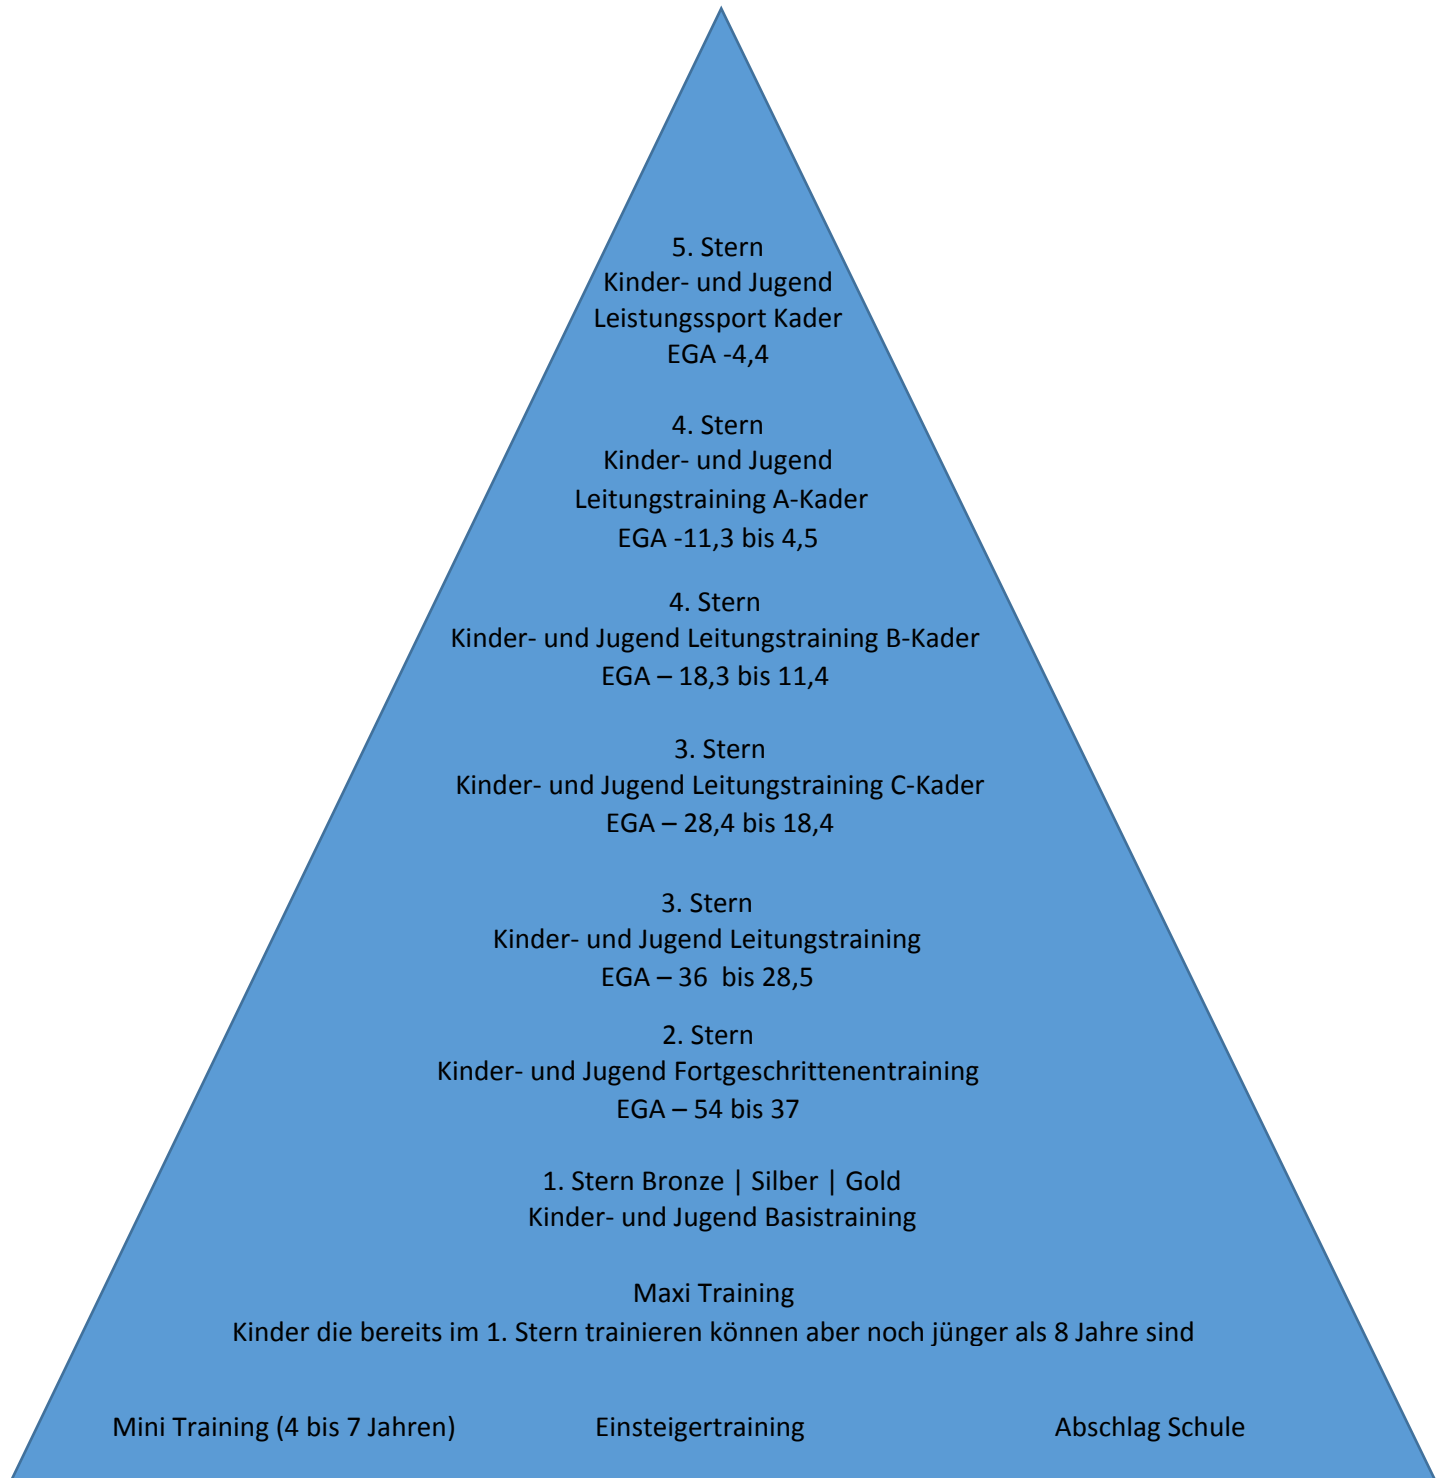 5. Stern
Kinder- und Jugend
Leistungssport Kader
EGA -4,4
4. Stern
Kinder- und Jugend
Leitungstraining A-Kader
EGA -11,3 bis 4,5
4. Stern
Kinder- und Jugend Leitungstraining B-Kader
EGA – 18,3 bis 11,4
3. Stern
Kinder- und Jugend Leitungstraining C-Kader
EGA – 28,4 bis 18,4
3. Stern
Kinder- und Jugend Leitungstraining
EGA – 36 bis 28,5
2. Stern
Kinder- und Jugend Fortgeschrittenentraining
EGA – 54 bis 37
1. Stern Bronze | Silber | Gold
Kinder- und Jugend Basistraining
Maxi Training
Kinder die bereits im 1. Stern trainieren können aber noch jünger als 8 Jahre sind
Mini Training (4 bis 7 Jahren) Einsteigertraining Abschlag Schule